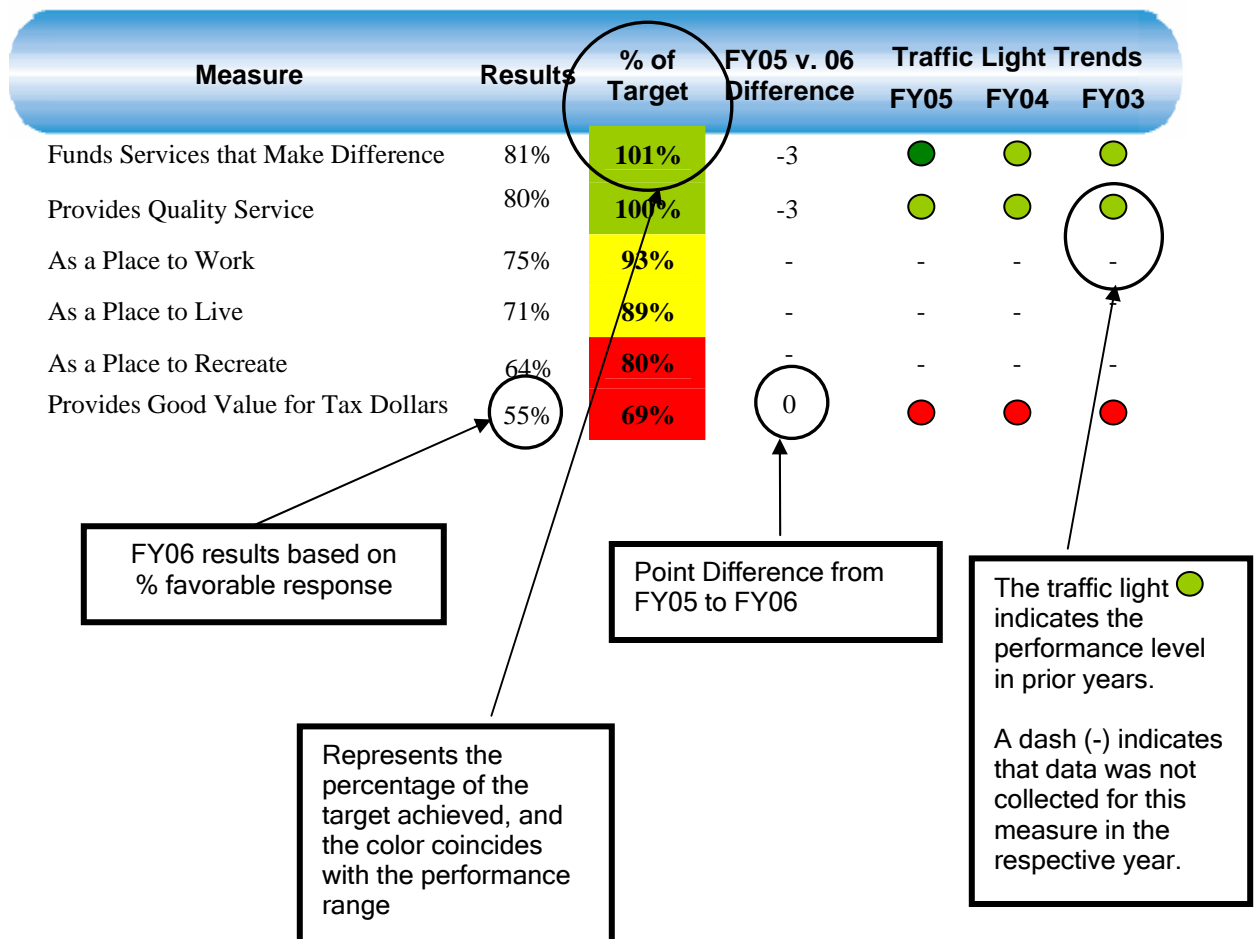 Measure Results % of Target FY05 v. 06 Difference Traffic Light Trends
FY05 FY04 FY03
Funds Services that Make Difference 81% 101% -3
Provides Quality Service 80% 100% -3
As a Place to Work 75% 93% - - - -
As a Place to Live 71% 89% - - - -
As a Place to Recreate 64% 80% - - - -
Provides Good Value for Tax Dollars 55% 69% 0
FY06 results based on
% favorable response
Point Difference from
FY05 to FY06
The traffic light
indicates the
performance level
in prior years.
A dash (-) indicates
that data was not
collected for this
measure in the
respective year.
Represents the
percentage of the
target achieved, and
the color coincides
with the performance
range